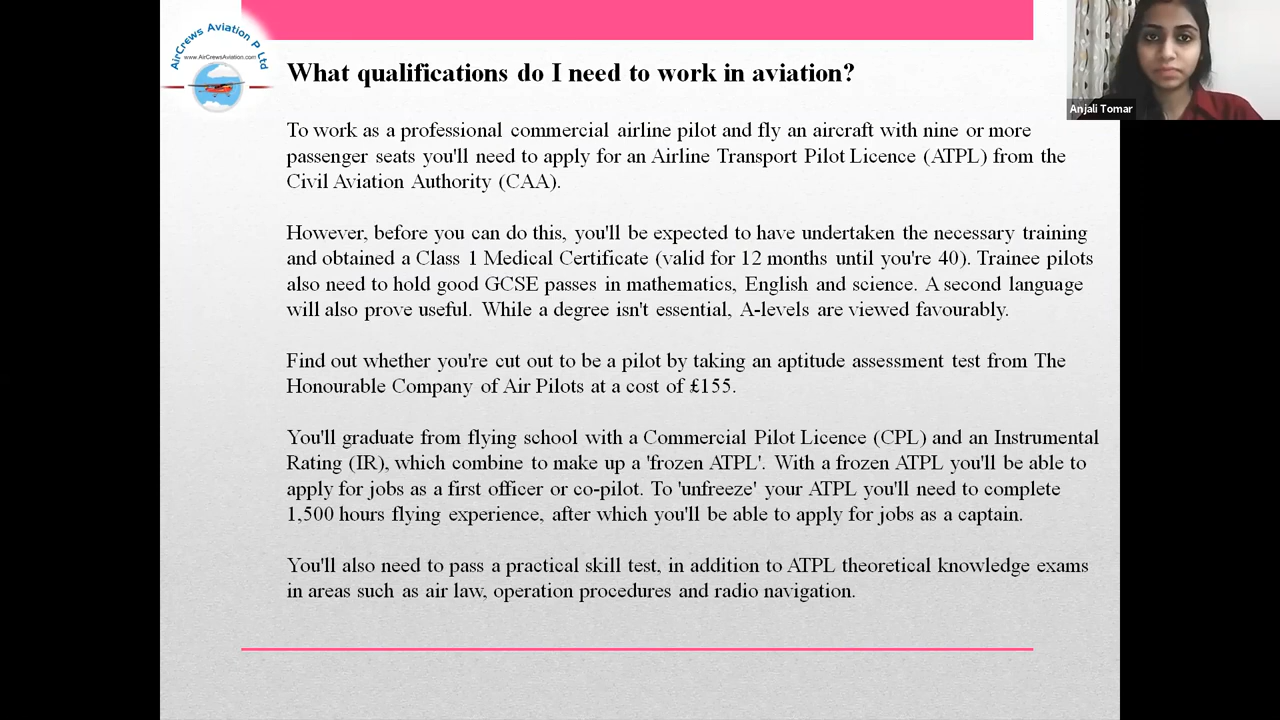 AirCrews Aviation P Ltd
www.AirCrewsAviation.com
Anjali Tomar
What qualifications do I need to work in aviation?
To work as a professional commercial airline pilot and fly an aircraft with nine or more
passenger seats you'll need to apply for an Airline Transport Pilot Licence (ATPL) from the
Civil Aviation Authority (CAA).
However, before you can do this, you'll be expected to have undertaken the necessary training
and obtained a Class 1 Medical Certificate (valid for 12 months until you're 40). Trainee pilots
also need to hold good GCSE passes in mathematics, English and science. A second language
will also prove useful. While a degree isn't essential, A-levels are viewed favourably.
Find out whether you're cut out to be a pilot by taking an aptitude assessment test from The
Honourable Company of Air Pilots at a cost of £155.
You'll graduate from flying school with a Commercial Pilot Licence (CPL) and an Instrumental
Rating (IR), which combine to make up a 'frozen ATPL'. With a frozen ATPL you'll be able to
apply for jobs as a first officer or co-pilot. To 'unfreeze' your ATPL you'll need to complete
1,500 hours flying experience, after which you'll be able to apply for jobs as a captain.
You'll also need to pass a practical skill test, in addition to ATPL theoretical knowledge exams
in areas such as air law, operation procedures and radio navigation.